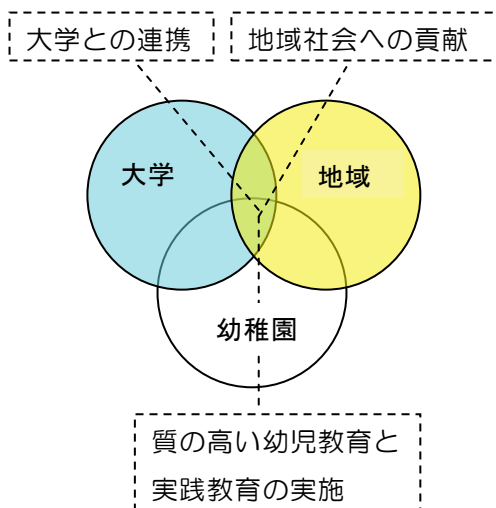 大学との連携
地域社会への貢献
大学
地域
幼稚園
質の高い幼児教育と
実践教育の実施